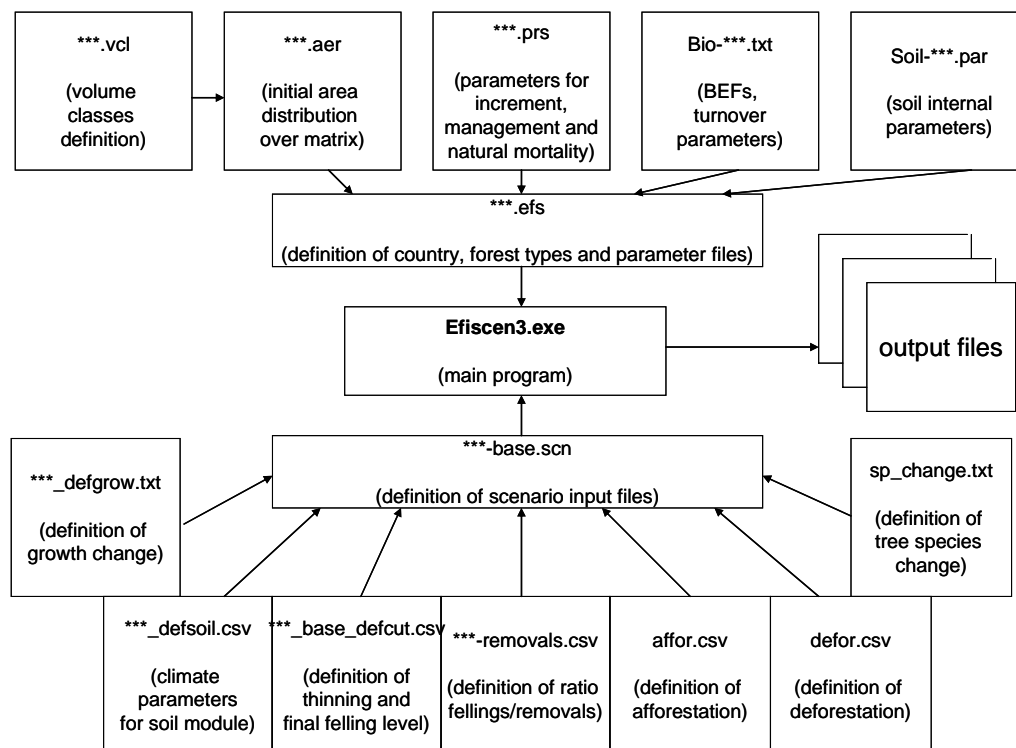 ***.vcl
(volume
classes
definition)
***.aer
(initial area
distribution
over matrix)
***.prs
(parameters for
increment,
management and
natural mortality)
Bio-***.txt
(BEFs,
turnover
parameters)
Soil-***.par
(soil internal
parameters)
***.efs
(definition of country, forest types and parameter files)
Efiscen3.exe
(main program)
output files
***-base.scn
(definition of scenario input files)
***_defgrow.txt
(definition of
growth change)
sp_change.txt
(definition of
tree species
change)
***_defsoil.csv
(climate
parameters
for soil module)
***_base_defcut.csv
(definition of
thinning and
final felling level)
***-removals.csv
(definition of ratio
fellings/removals)
affor.csv
(definition of
afforestation)
defor.csv
(definition of
deforestation)